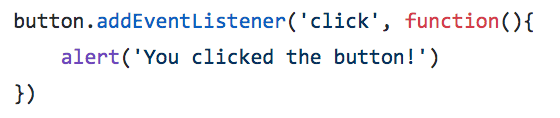 button.addEventListener('click', function(){
    alert('You clicked the button!')
})